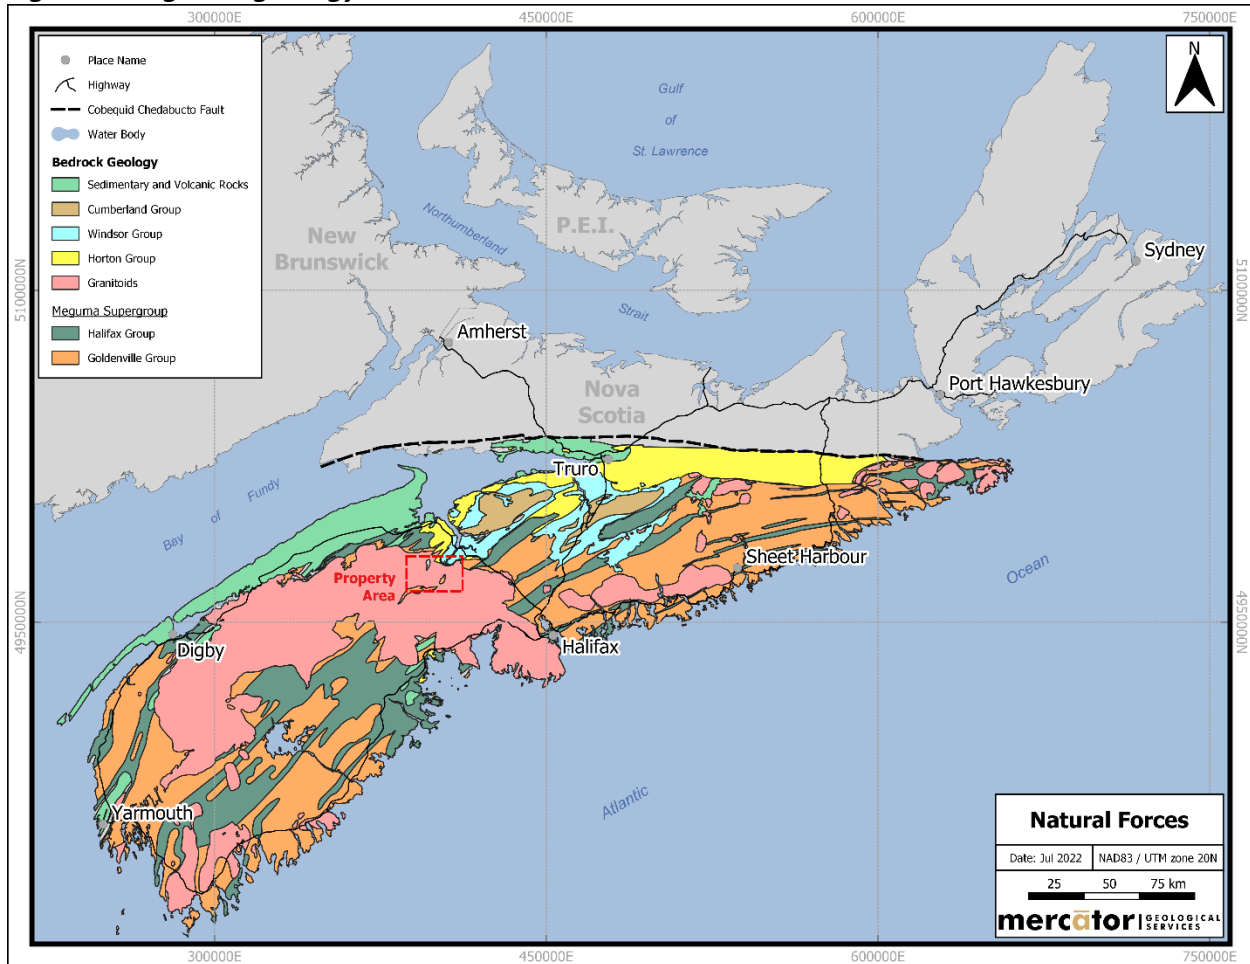 300000E 450000E 600000E 750000E
N
Place Name
Highway
Cobequid Chedabucto Fault
Water Body
Bedrock Geology
Sedimentary and Volcanic Rocks
Cumberland Group
Windsor Group
Horton Group
Granitoids
Meguma Supergroup
Halifax Group
Goldenville Group
Gulf
of
St. Lawrence
Northumberland
Strait
P.E.I.
New
Brunswick
Sydney
5100000N 5100000N
Amherst
Nova
Scotia
Port Hawkesbury
Truro
Bay of Fundy
Property
Area
Sheet Harbour
Ocean
4950000N 4950000N
Digby
Halifax
Atlantic
Yarmouth
Natural Forces
Date: Jul 2022 NAD83 / UTM zone 20N
25 50 75 km
mercātor GEOLOGICAL
SERVICES
300000E 450000E 600000E 750000E